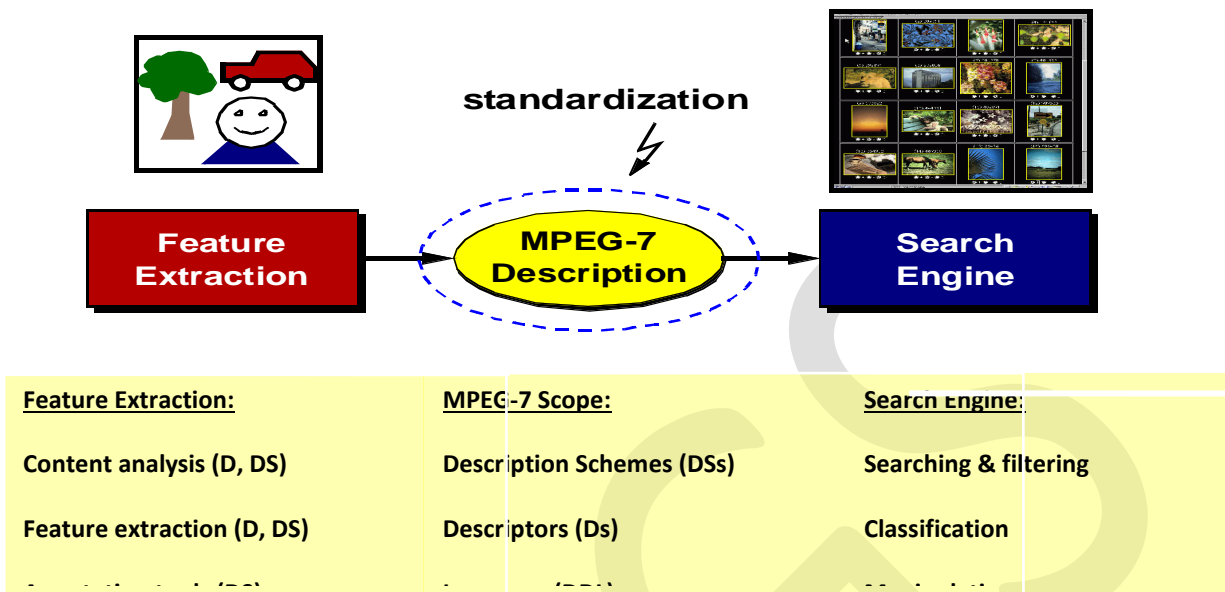 standardization
Feature
Extraction
MPEG-7
Description
Search
Engine
Feature Extraction:
MPEG-7 Scope:
Search Engine:
Content analysis (D, DS)
Description Schemes (DSs)
Searching & filtering
Feature extraction (D, DS)
Descriptors (Ds)
Classification